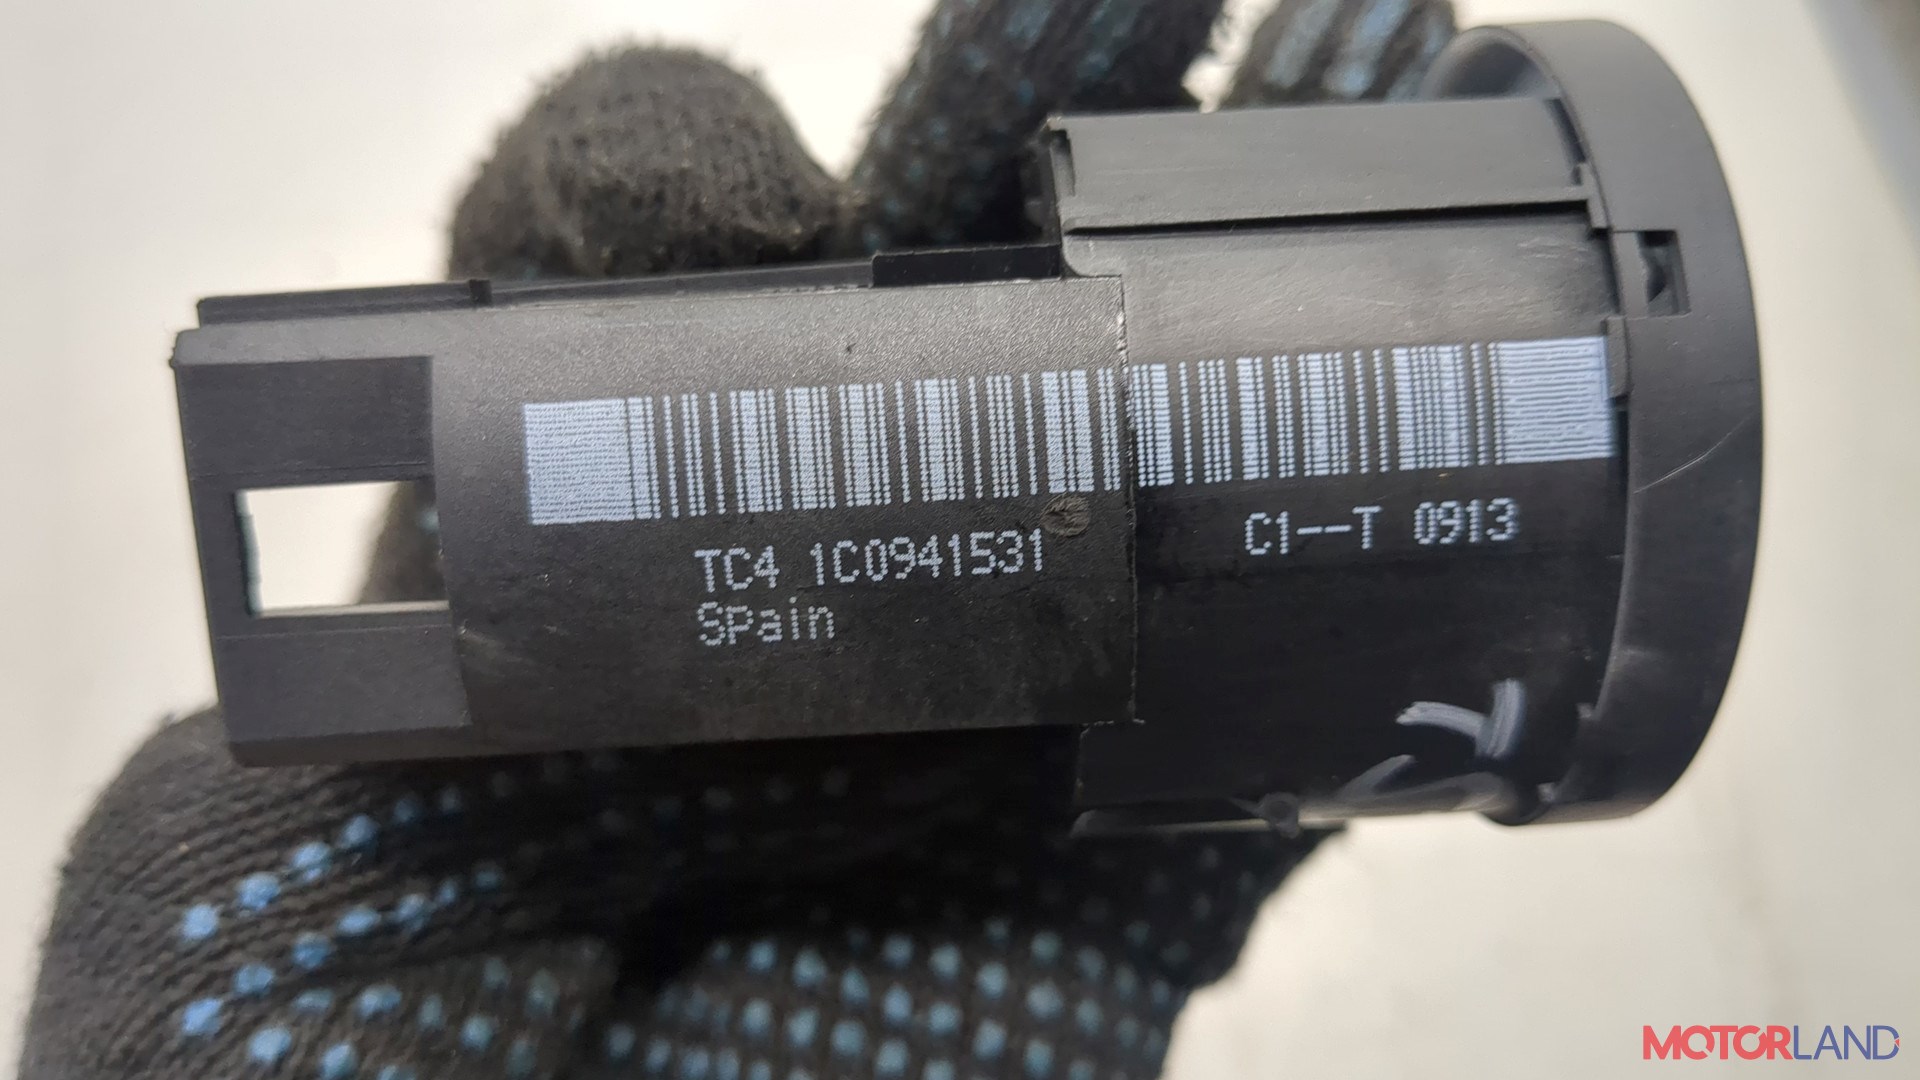 TC4 1C0941531
Spain
C1--T 0913
MOTORLAND